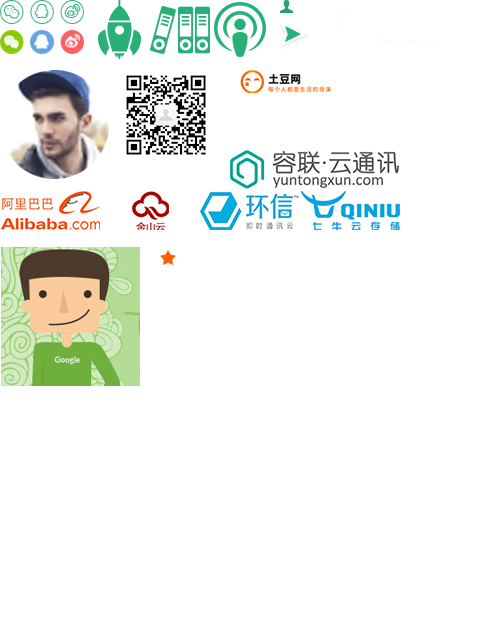 土豆网
每个人都是生活的导演
容联·云通讯
yuntongxun.com
阿里巴巴
Alibaba.com
金山云
环信™
即时通讯云
QINIU
七牛云存储
Google